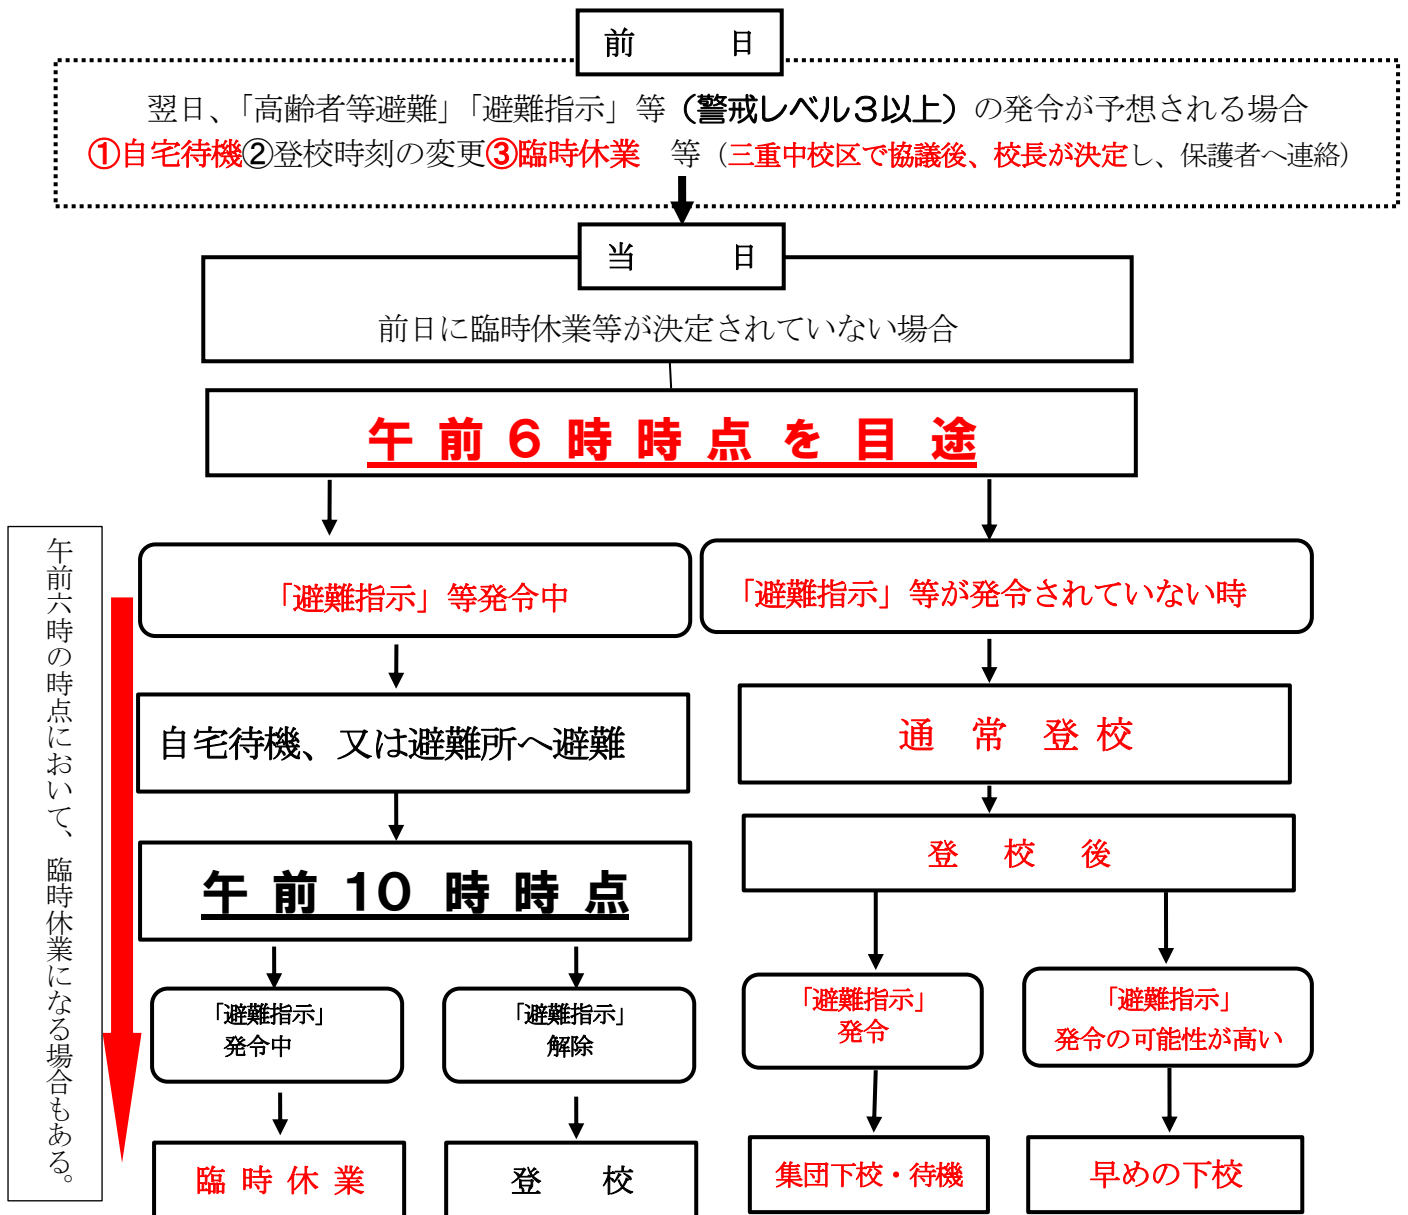 前　　日
翌日、「高齢者等避難」「避難指示」等（警戒レベル３以上）の発令が予想される場合
①自宅待機②登校時刻の変更③臨時休業　等（三重中校区で協議後、校長が決定し、保護者へ連絡）
当　　日
前日に臨時休業等が決定されていない場合
午前６時時点を目途
午前六時の時点において、臨時休業になる場合もある。
「避難指示」等発令中
「避難指示」等が発令されていない時
自宅待機、又は避難所へ避難
通　常　登　校
午前　10　時時点
登　校　後
「避難指示」
発令中
「避難指示」
解除
「避難指示」
発令
「避難指示」
発令の可能性が高い
臨時休業
登　　校
集団下校・待機
早めの下校